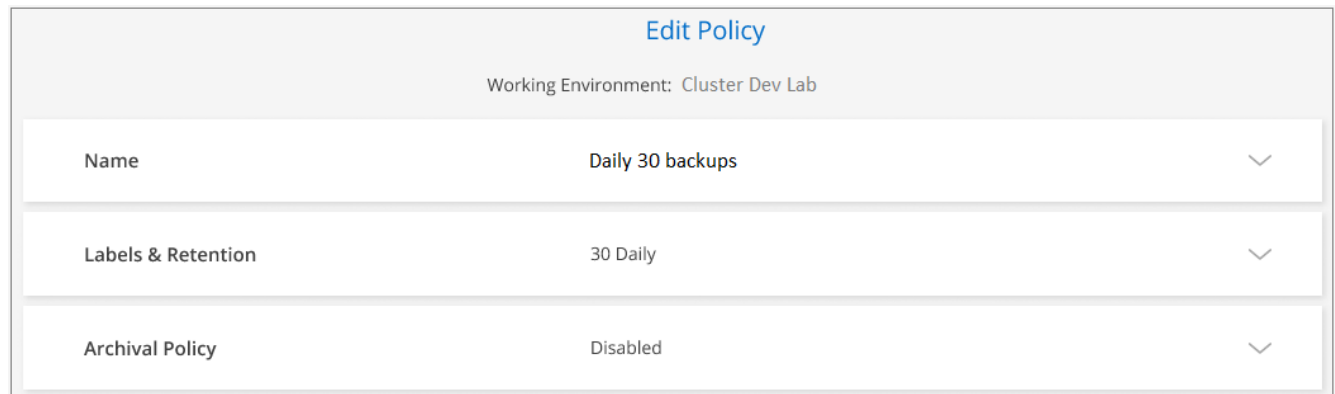 Edit Policy
Working Environment: Cluster Dev Lab
Name Daily 30 backups
Labels & Retention 30 Daily
Archival Policy Disabled